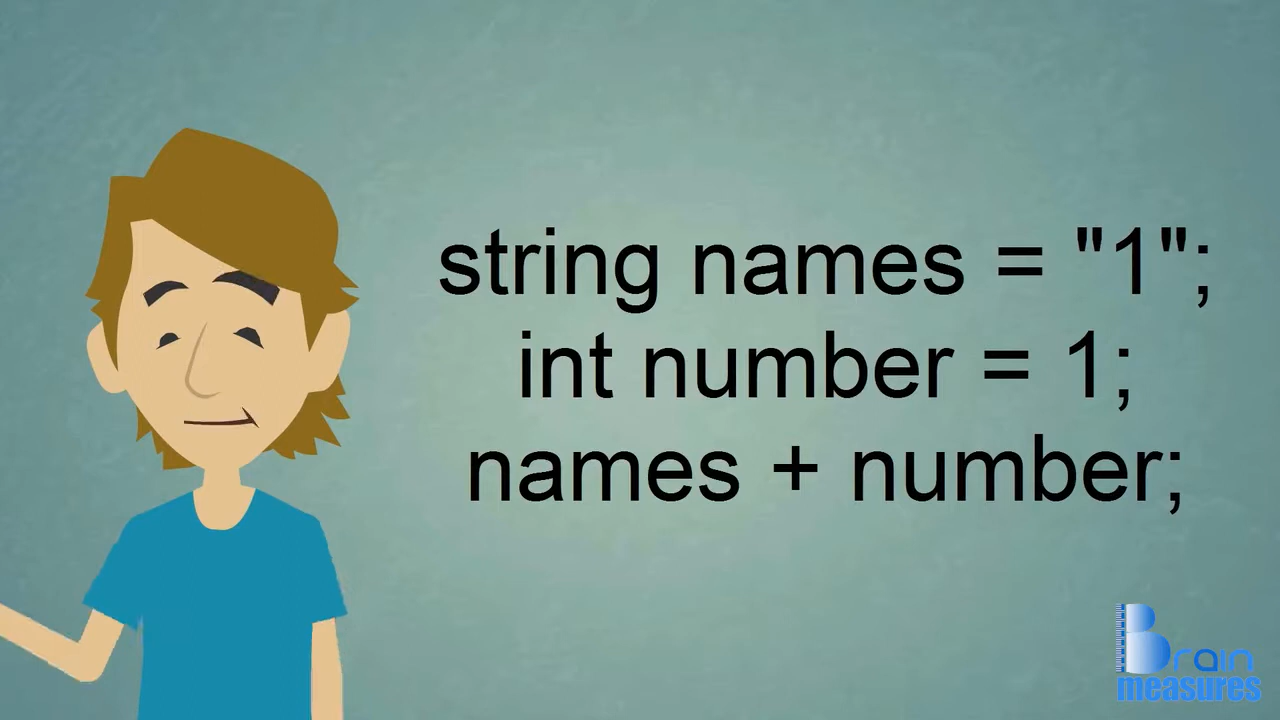 string names = "1";
int number = 1;
names + number;
Brain
measures